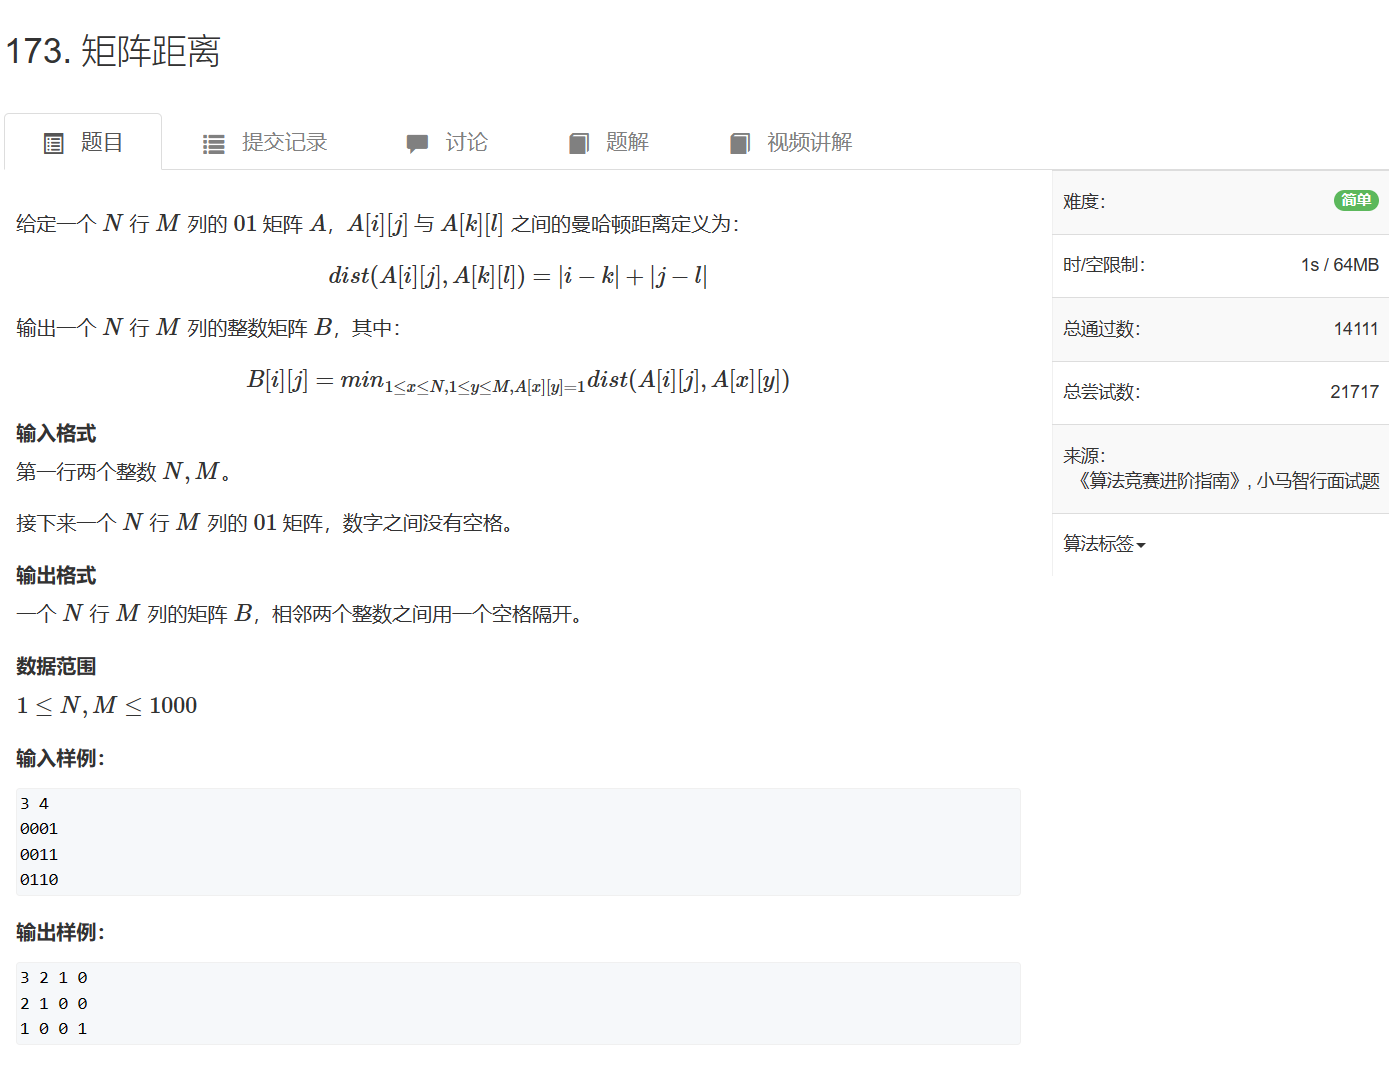 173. 矩阵距离
题目 提交记录 讨论 题解 视频讲解
给定一个 N 行 M 列的 01 矩阵 A，A[i][j] 与 A[k][l] 之间的曼哈顿距离定义为：
dist(A[i][j], A[k][l]) = |i − k| + |j − l|
输出一个 N 行 M 列的整数矩阵 B，其中：
B[i][j] = min₁≤x≤N,1≤y≤M,A[x][y]=1 dist(A[i][j], A[x][y])
输入格式
第一行两个整数 N, M。
接下来一个 N 行 M 列的 01 矩阵，数字之间没有空格。
输出格式
一个 N 行 M 列的矩阵 B，相邻两个整数之间用一个空格隔开。
数据范围
1 ≤ N, M ≤ 1000
输入样例：
3 4
0001
0011
0110
输出样例：
3 2 1 0
2 1 0 0
1 0 0 1
难度： 简单
时/空限制： 1s / 64MB
总通过数： 14111
总尝试数： 21717
来源：
《算法竞赛进阶指南》, 小马智行面试题
算法标签